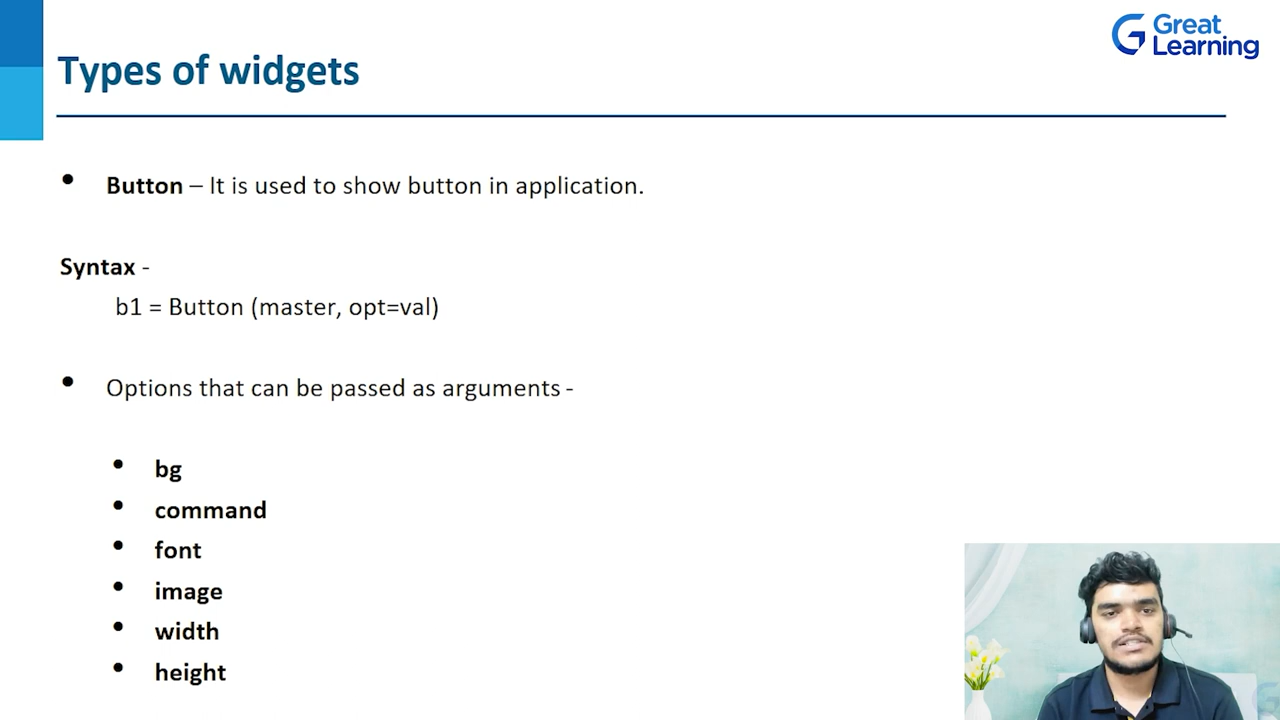 Great
Learning
Types of widgets
• Button – It is used to show button in application.
Syntax -
b1 = Button (master, opt=val)
• Options that can be passed as arguments -
• bg
• command
• font
• image
• width
• height